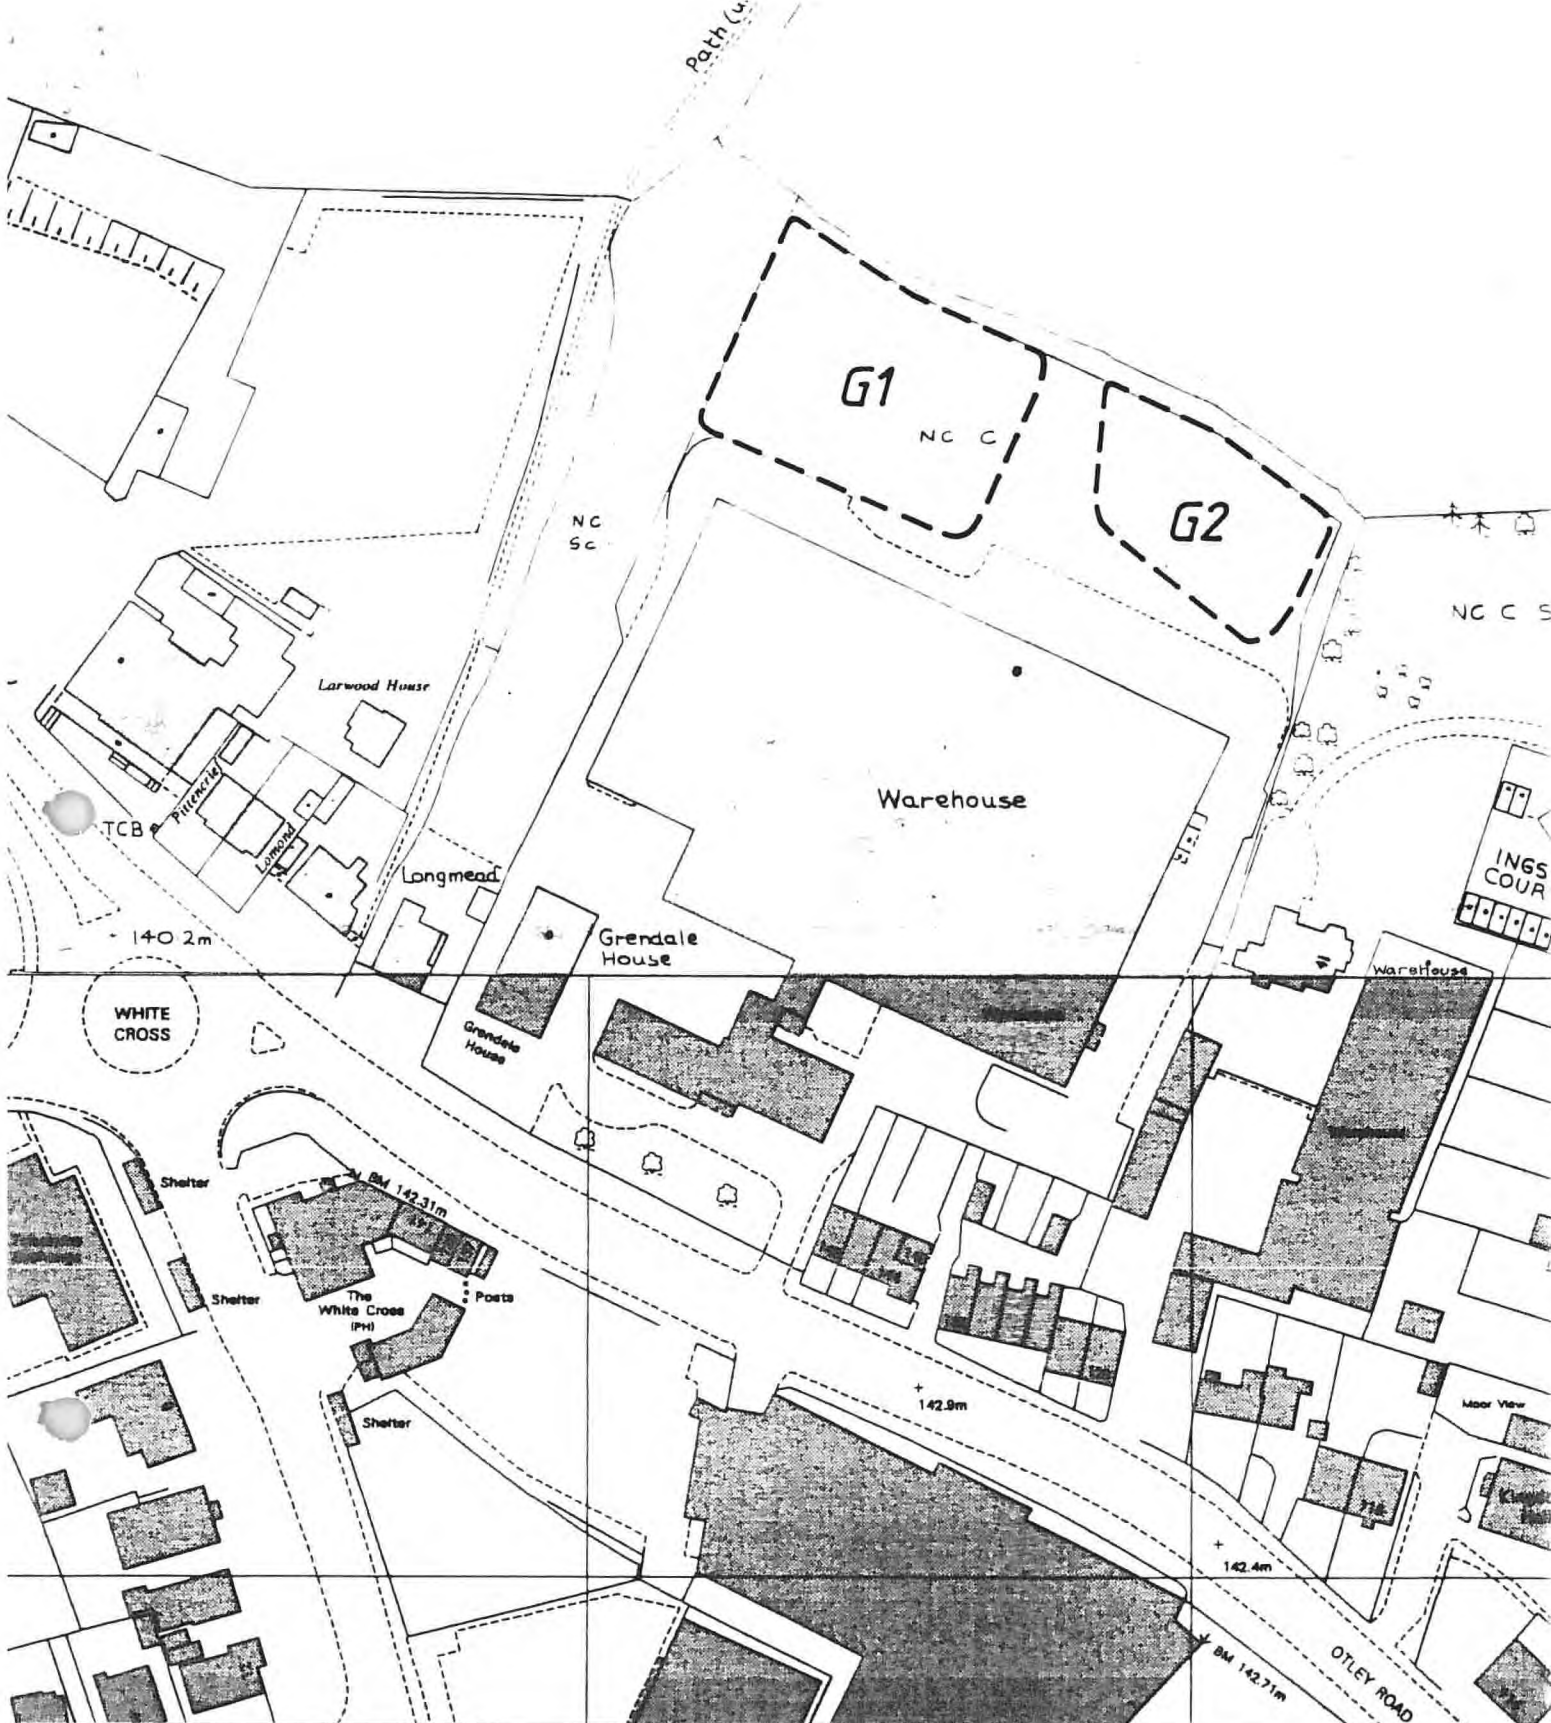 Path (u
G1
NC C
G2
NC
Sc
NC C S
Larwood House
Warehouse
TCB
Pittencrief
Lomond
Longmead
INGS
COUR
140.2m
Grendale
House
41
Warehouse
WHITE
CROSS
Grendale
House
BM 142.31m
Shelter
Shelter
The
White Cross
(PH)
Posts
Shelter
142.9m
Moor View
142.4m
BM 142.71m
OTLEY ROAD